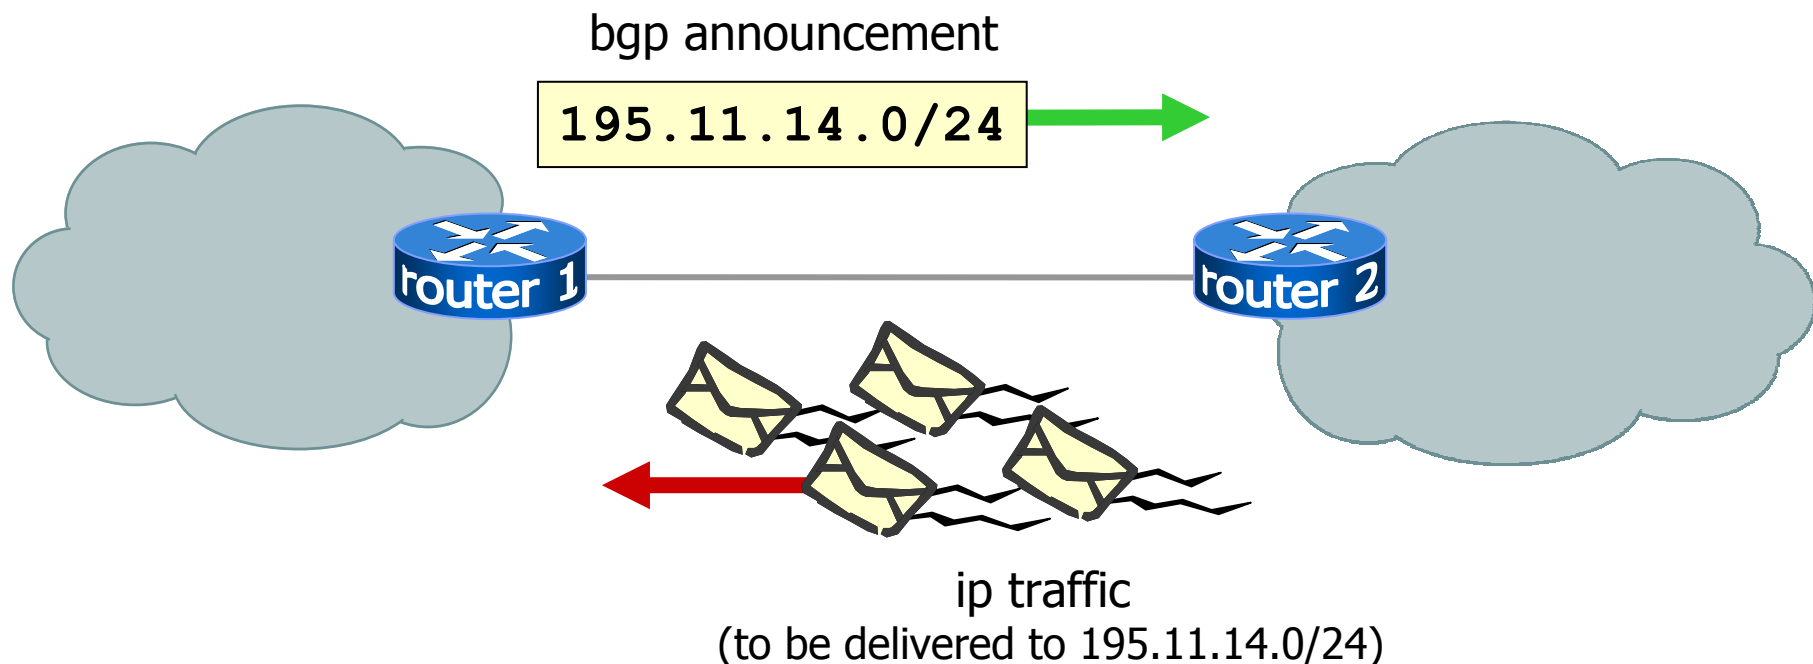 bgp announcement
195.11.14.0/24
router 1
router 2
ip traffic
(to be delivered to 195.11.14.0/24)